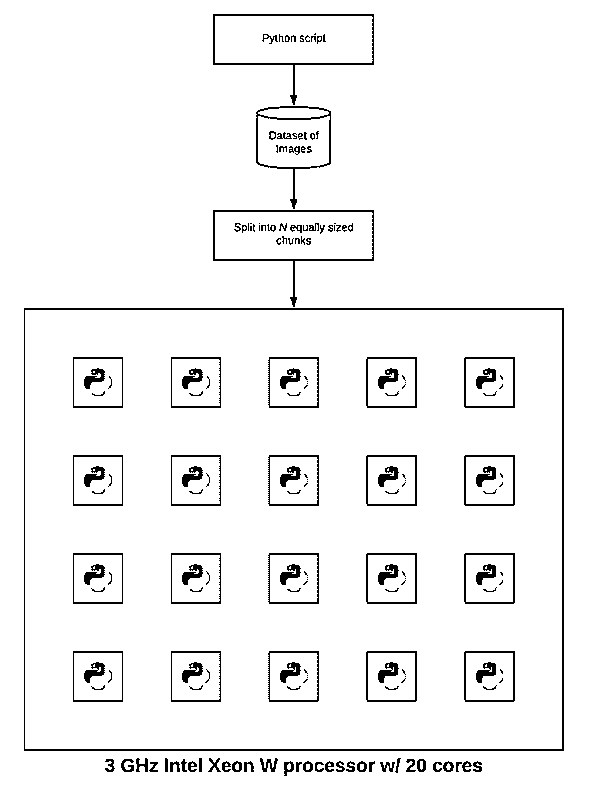 Python script
Dataset of
Images
Split into N equally sized
chunks
3 GHz Intel Xeon W processor w/ 20 cores